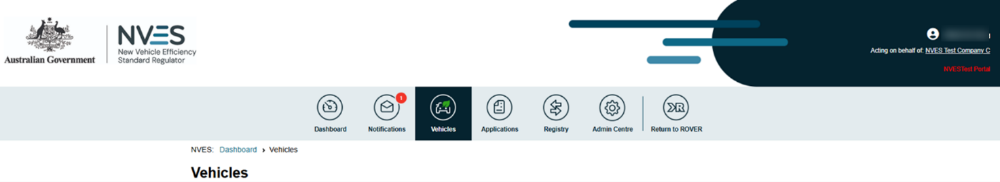 Australian Government
NVES
New Vehicle Efficiency
Standard Regulator
Acting on behalf of: NVES Test Company C
NVESTest Portal
1
Dashboard Notifications Vehicles Applications Registry Admin Centre Return to ROVER
NVES: Dashboard › Vehicles
Vehicles